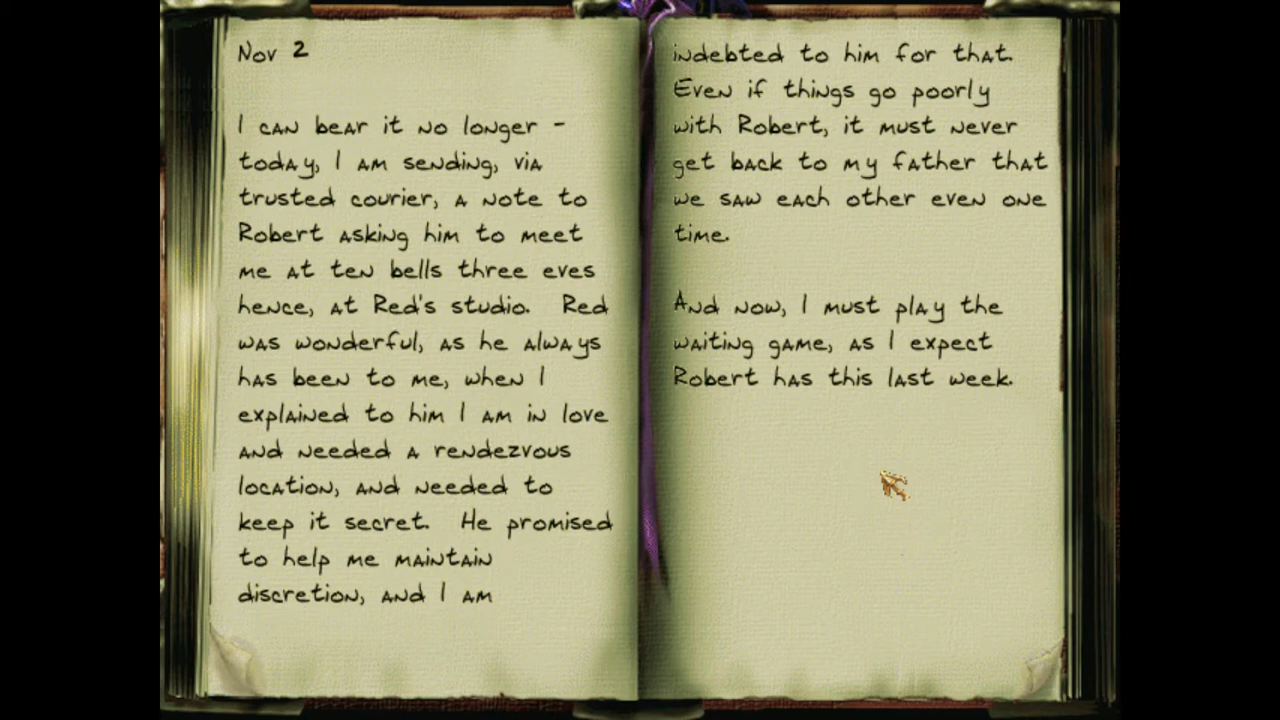 Nov 2
I can bear it no longer -
today, I am sending, via
trusted courier, a note to
Robert asking him to meet
me at ten bells three eves
hence, at Red's studio. Red
was wonderful, as he always
has been to me, when I
explained to him I am in love
and needed a rendezvous
location, and needed to
keep it secret. He promised
to help me maintain
discretion, and I am
indebted to him for that.
Even if things go poorly
with Robert, it must never
get back to my father that
we saw each other even one
time.
And now, I must play the
waiting game, as I expect
Robert has this last week.